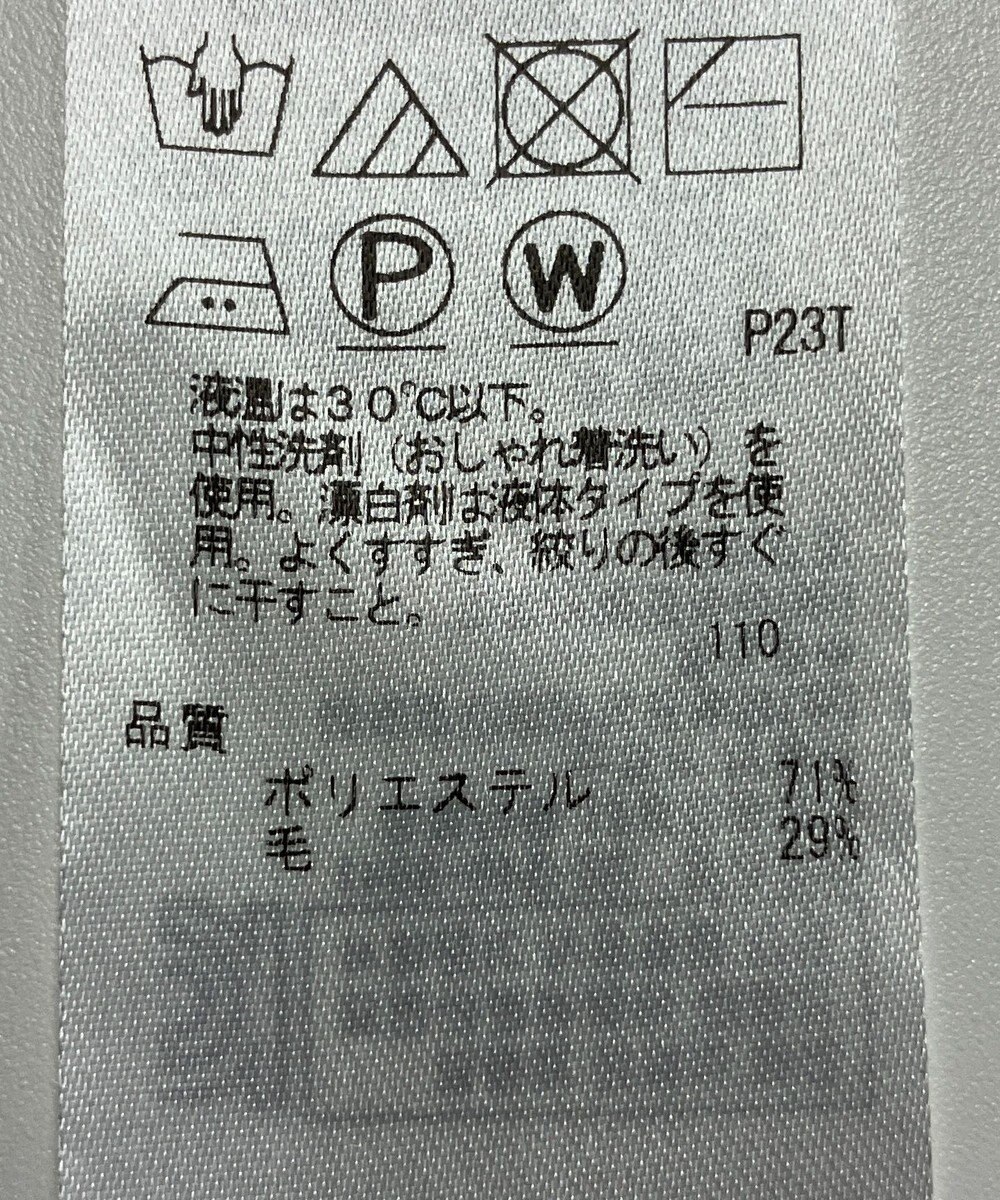 P
W
P23T
液温は30℃以下。
中性洗剤（おしゃれ着洗い）を
使用。漂白剤は液体タイプを使
用。よくすすぎ、絞りの後すぐ
に干すこと。
110
品質
ポリエステル 71%
毛 29%